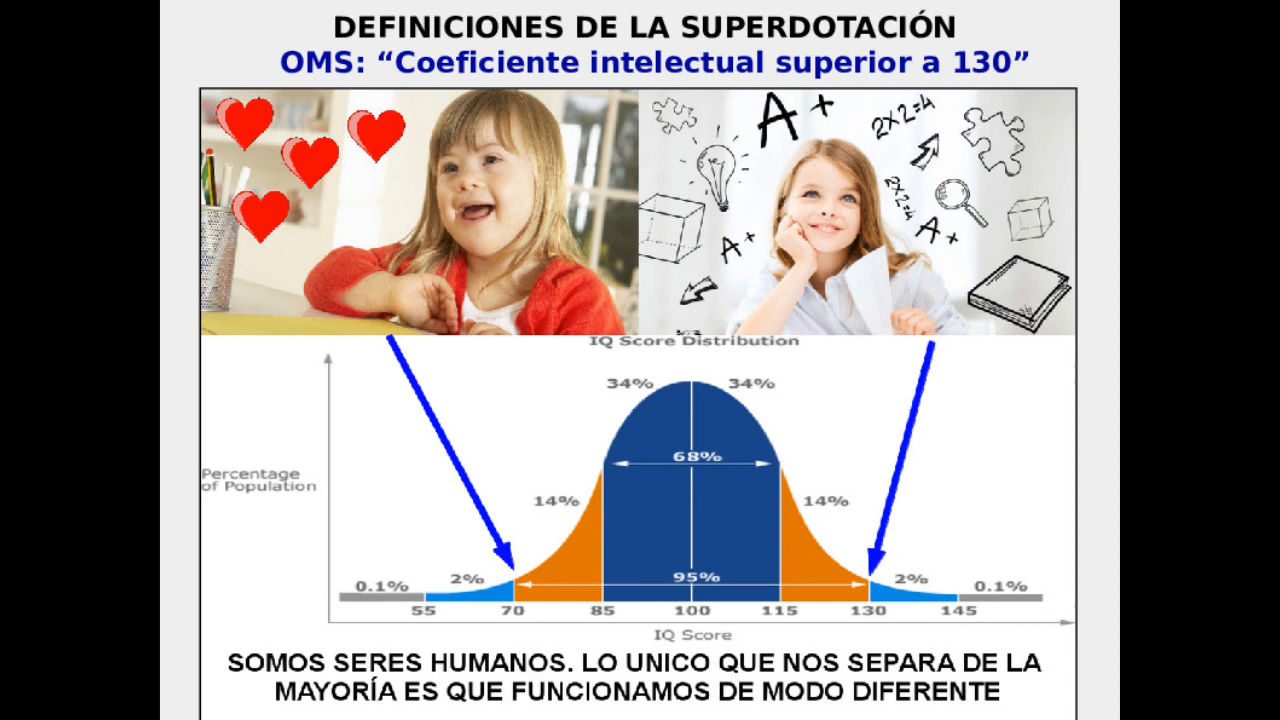 DEFINICIONES DE LA SUPERDOTACIÓN
OMS: “Coeficiente intelectual superior a 130”
A+
2x2=4
2x2=4
A+
A+
IQ Score Distribution
34% 34%
68%
Percentage
of Population
14% 14%
95%
0.1% 2% 2% 0.1%
55 70 85 100 115 130 145
IQ Score
SOMOS SERES HUMANOS. LO UNICO QUE NOS SEPARA DE LA
MAYORÍA ES QUE FUNCIONAMOS DE MODO DIFERENTE